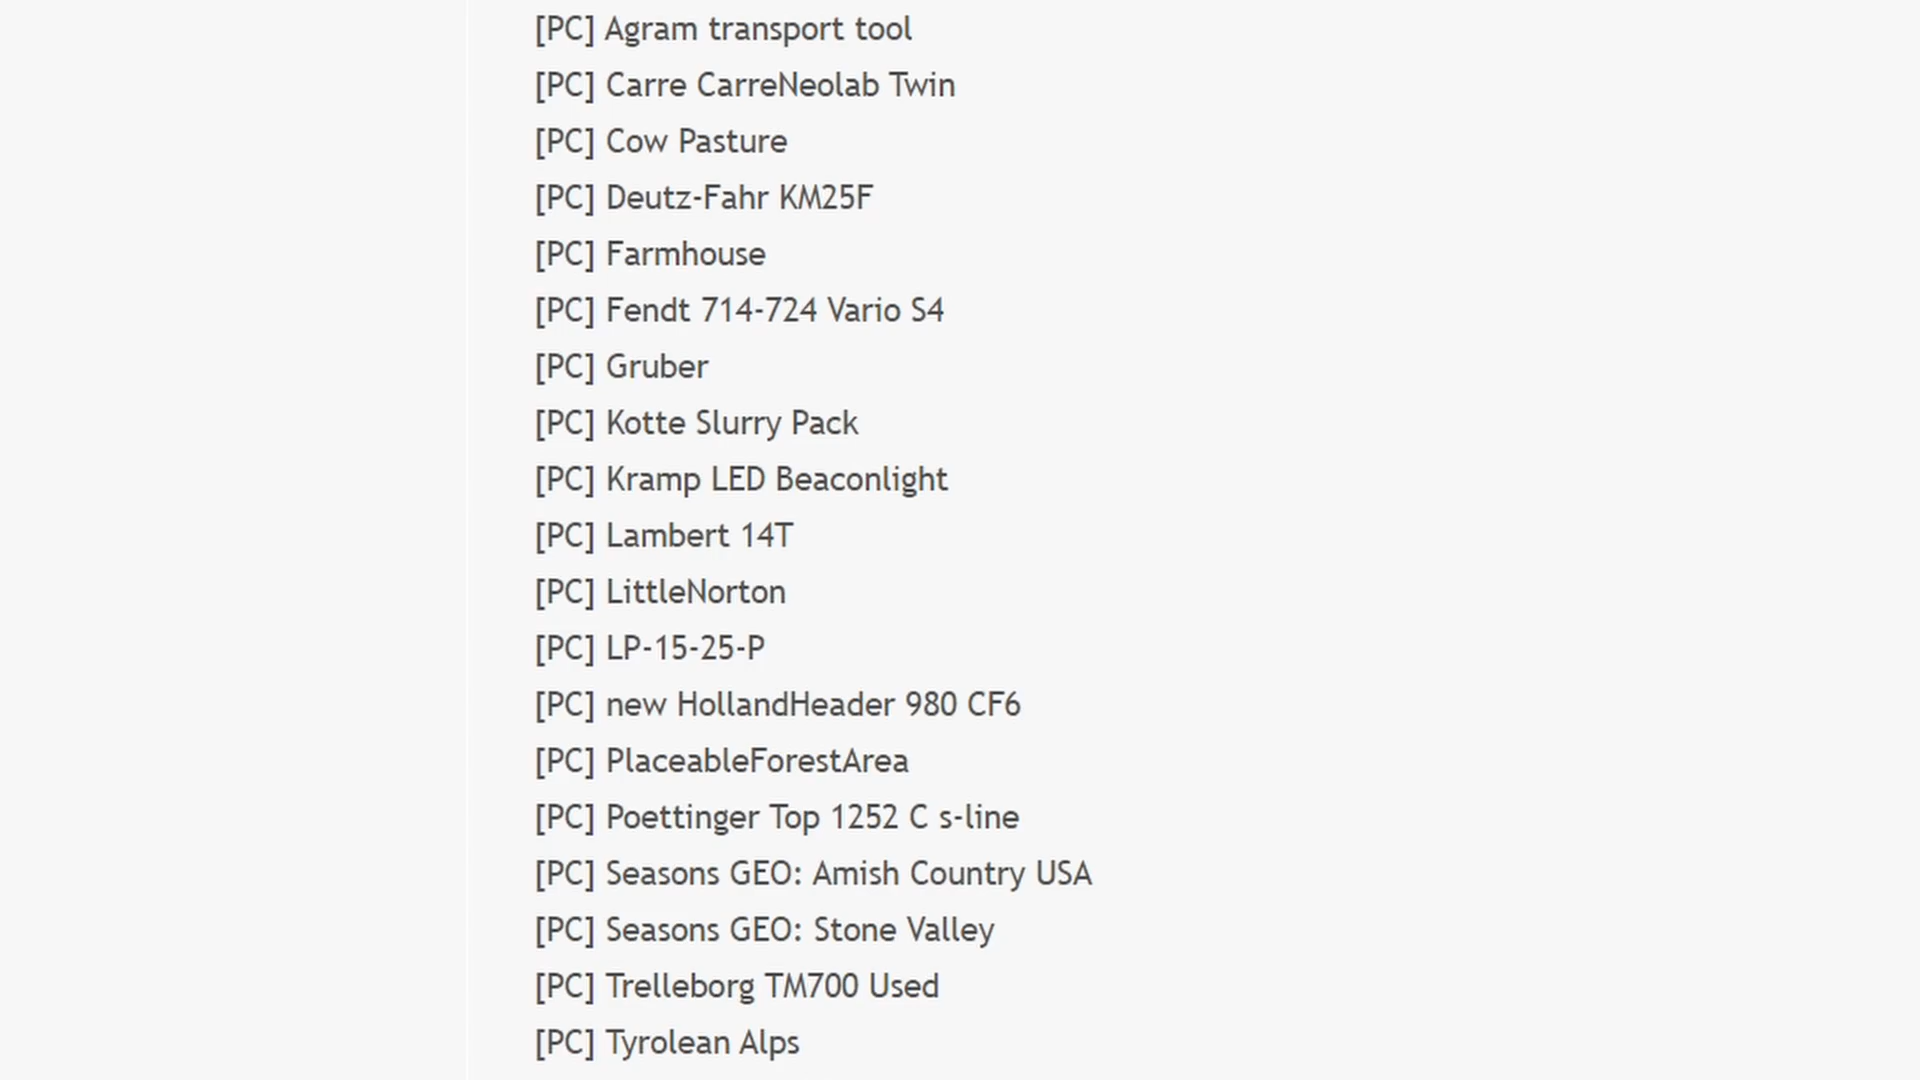 [PC] Agram transport tool
[PC] Carre CarreNeolab Twin
[PC] Cow Pasture
[PC] Deutz-Fahr KM25F
[PC] Farmhouse
[PC] Fendt 714-724 Vario S4
[PC] Gruber
[PC] Kotte Slurry Pack
[PC] Kramp LED Beaconlight
[PC] Lambert 14T
[PC] LittleNorton
[PC] LP-15-25-P
[PC] new HollandHeader 980 CF6
[PC] PlaceableForestArea
[PC] Poettinger Top 1252 C s-line
[PC] Seasons GEO: Amish Country USA
[PC] Seasons GEO: Stone Valley
[PC] Trelleborg TM700 Used
[PC] Tyrolean Alps